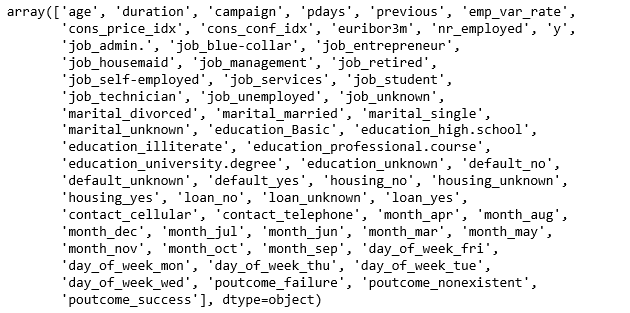 array(['age', 'duration', 'campaign', 'pdays', 'previous', 'emp_var_rate',
'cons_price_idx', 'cons_conf_idx', 'euribor3m', 'nr_employed', 'y',
'job_admin.', 'job_blue-collar', 'job_entrepreneur',
'job_housemaid', 'job_management', 'job_retired',
'job_self-employed', 'job_services', 'job_student',
'job_technician', 'job_unemployed', 'job_unknown',
'marital_divorced', 'marital_married', 'marital_single',
'marital_unknown', 'education_Basic', 'education_high.school',
'education_illiterate', 'education_professional.course',
'education_university.degree', 'education_unknown', 'default_no',
'default_unknown', 'default_yes', 'housing_no', 'housing_unknown',
'housing_yes', 'loan_no', 'loan_unknown', 'loan_yes',
'contact_cellular', 'contact_telephone', 'month_apr', 'month_aug',
'month_dec', 'month_jul', 'month_jun', 'month_mar', 'month_may',
'month_nov', 'month_oct', 'month_sep', 'day_of_week_fri',
'day_of_week_mon', 'day_of_week_thu', 'day_of_week_tue',
'day_of_week_wed', 'poutcome_failure', 'poutcome_nonexistent',
'poutcome_success'], dtype=object)